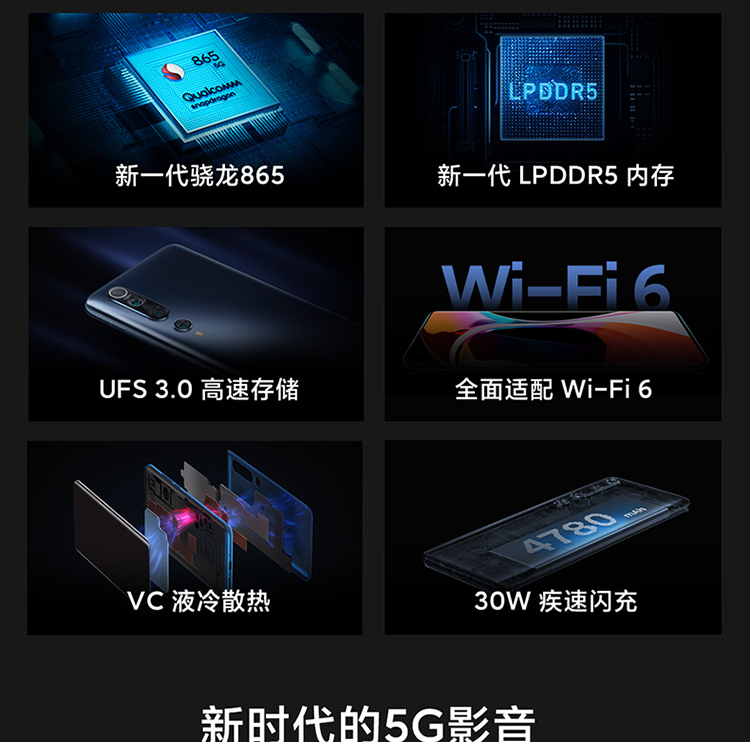 865
5G
Qualcomm
snapdragon
新一代骁龙865
LPDDR5
新一代 LPDDR5 内存
UFS 3.0 高速存储
Wi-Fi 6
全面适配 Wi-Fi 6
VC 液冷散热
4780 mAh
30W 疾速闪充
新时代的5G影音